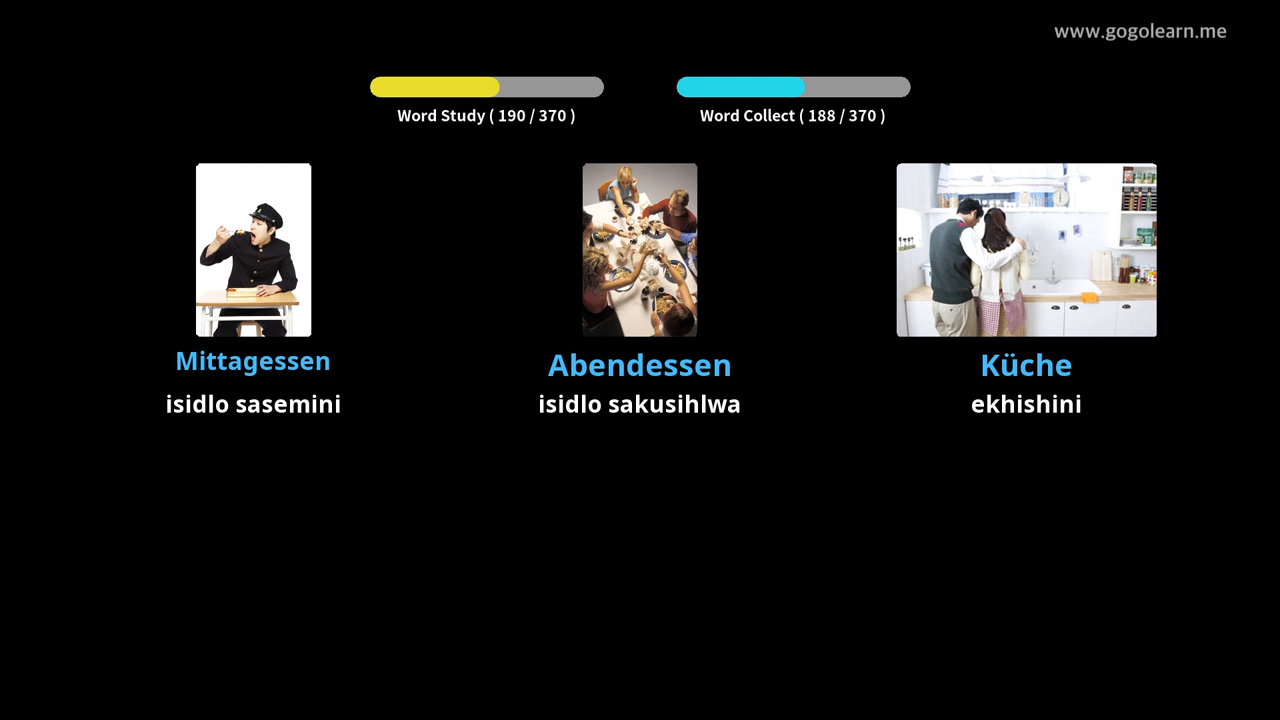 www.gogolearn.me
Word Study ( 190 / 370 )
Word Collect ( 188 / 370 )
Mittagessen
isidlo sasemini
Abendessen
isidlo sakusihlwa
Küche
ekhishini